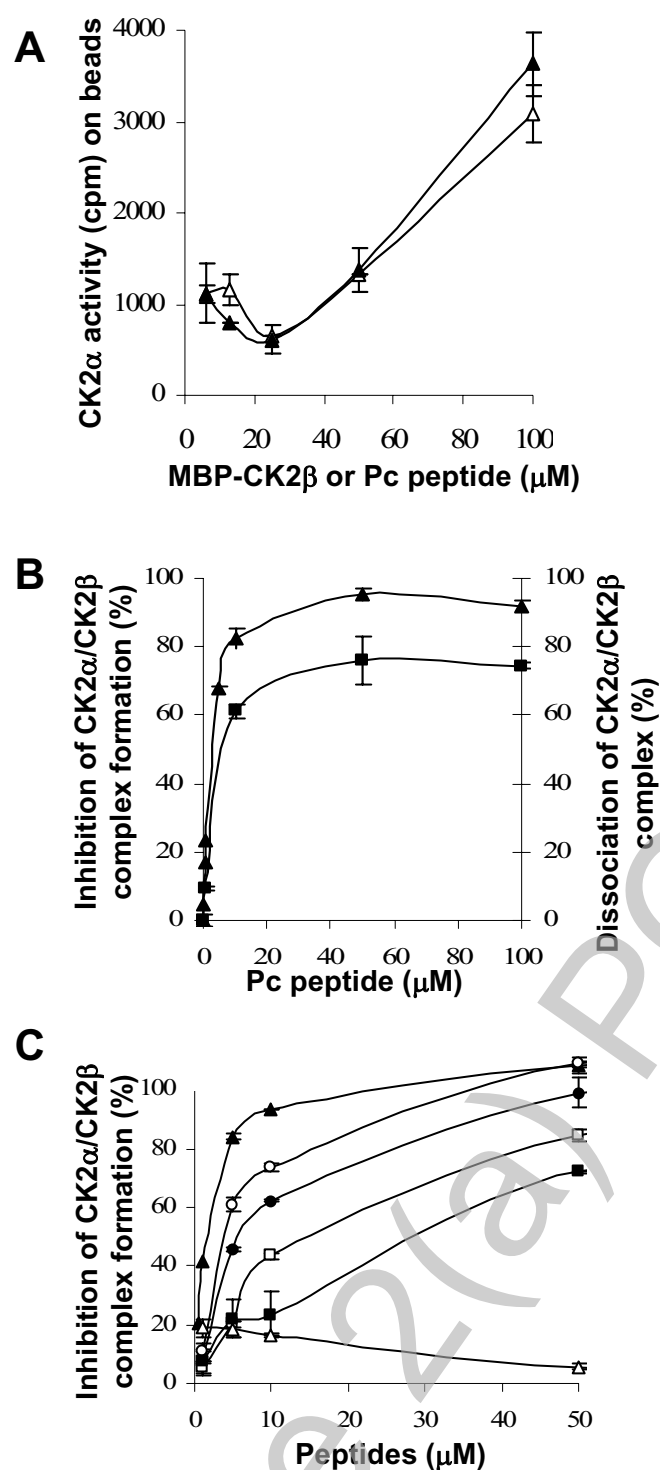 A
CK2α activity (cpm) on beads
4000
3000
2000
1000
0
0 20 40 60 80 100
MBP-CK2β or Pc peptide (μM)
B
Inhibition of CK2α/CK2β
complex formation (%)
100 100
80 80
60 60
40 40
20 20
0 0
Dissociation of CK2α/CK2β
complex (%)
0 20 40 60 80 100
Pc peptide (μM)
C
Inhibition of CK2α/CK2β
complex formation (%)
100
80
60
40
20
0
0 10 20 30 40 50
Peptides (μM)
e 2(a) PC